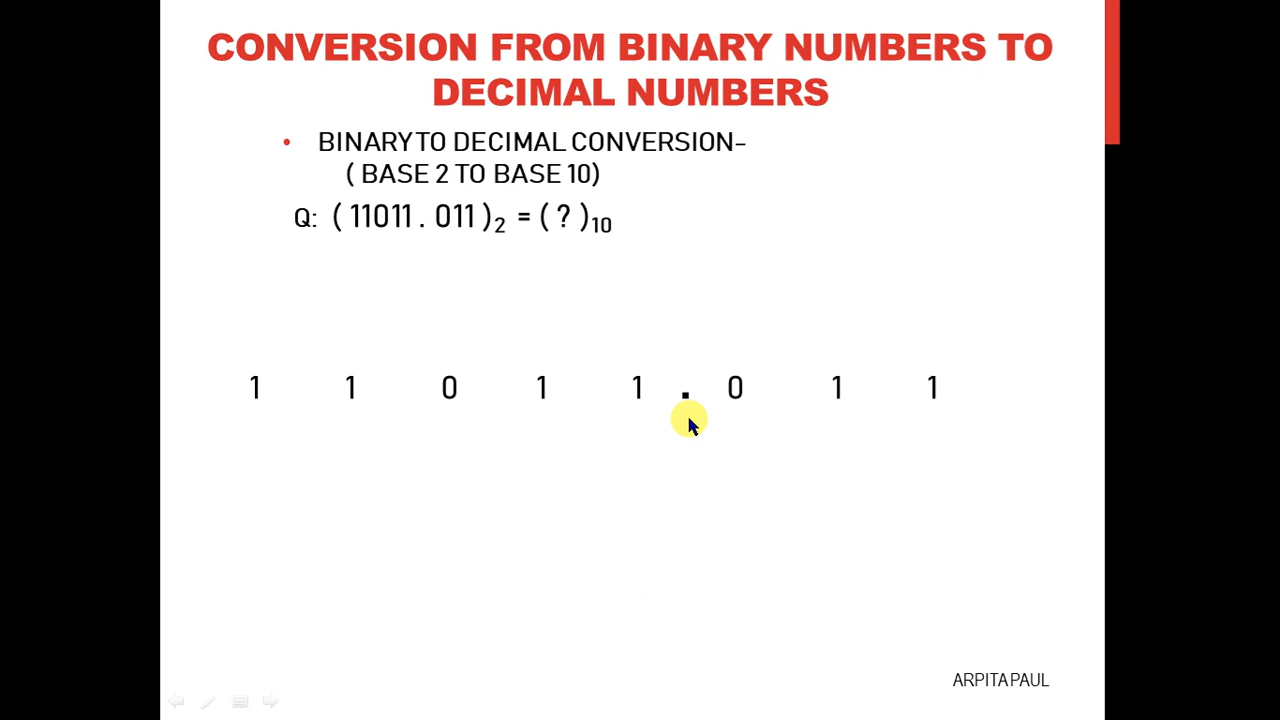 CONVERSION FROM BINARY NUMBERS TO
DECIMAL NUMBERS
• BINARY TO DECIMAL CONVERSION-
( BASE 2 TO BASE 10)
Q: ( 11011 . 011 )₂ = ( ? )₁₀
1 1 0 1 1 . 0 1 1
ARPITA PAUL